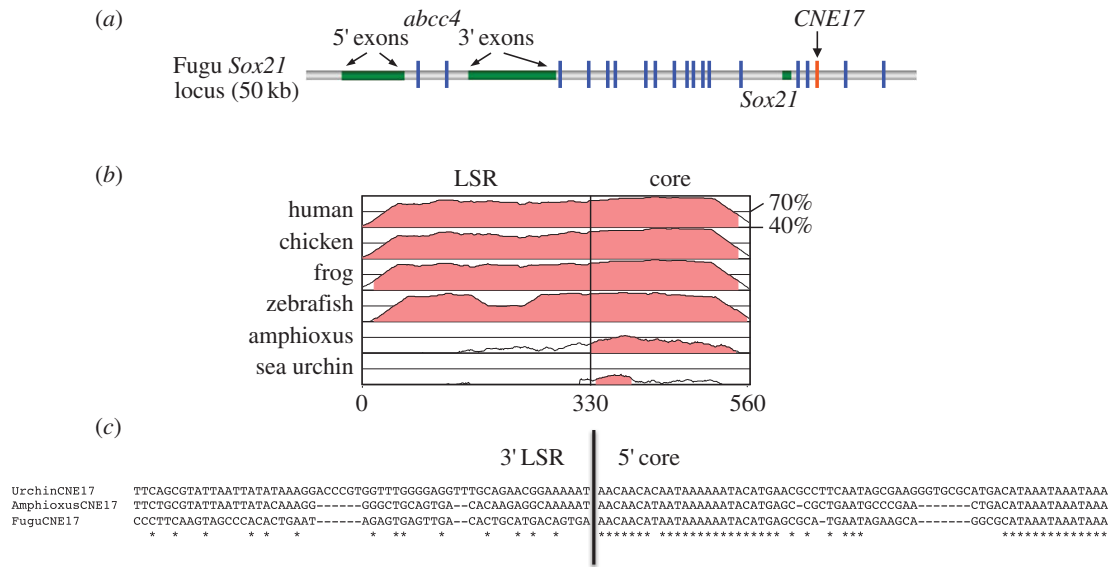 (a)
abcc4
CNE17
5' exons
3' exons
Fugu Sox21
locus (50 kb)
Sox21
(b)
LSR
core
human
70%
40%
chicken
frog
zebrafish
amphioxus
sea urchin
0
330
560
(c)
3' LSR
5' core
UrchinCNE17 TTCAGCGTATTAATTATATAAAGGACCCGTGGTTTGGGGAGGTTTGCAGAACGGAAAAAT AACAACACAATAAAAAATACATGAACGCCTTCAATAGCGAAGGGTGCGCATGACATAAATAAATAAA
AmphioxusCNE17 TTCTGCGTATTAATTATATACAAAGG------GGGCTGCAGTGA--CACAAGAGGCAAAAAT AACAACATAATAAAAAATACATGAGC-CGCTGAATGCCCGAA-------CTGACATAAATAAATAAA
FuguCNE17 CCCTTCAAGTAGCCCACACTGAAT------AGAGTGAGTTGA--CACTGCATGACAGTGA AACAACATAATAAAAAATACATGAGCGCA-TGAATAGAAGCA-------GGCGCATAAATAAATAAA